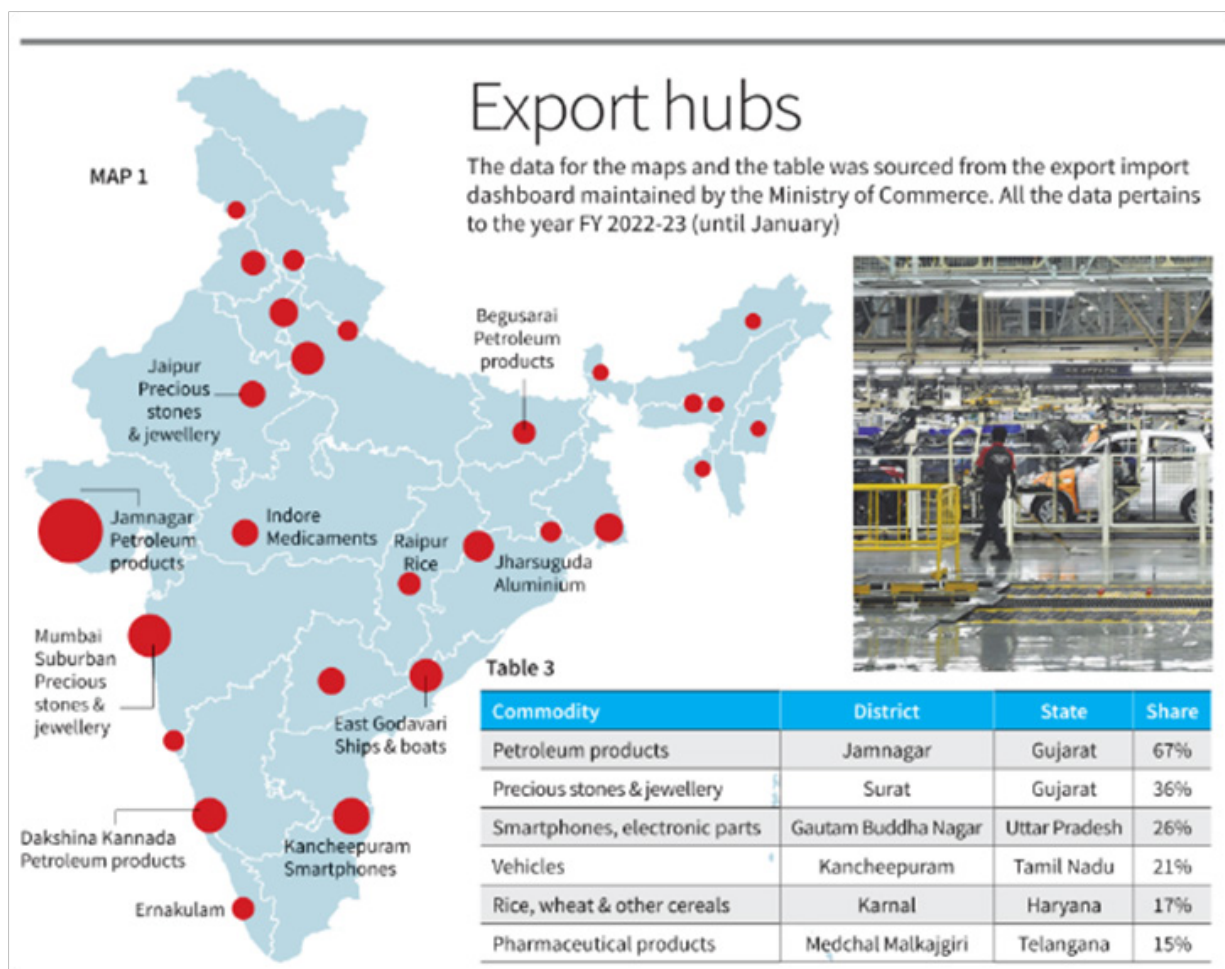 Export hubs
The data for the maps and the table was sourced from the export import
dashboard maintained by the Ministry of Commerce. All the data pertains
to the year FY 2022-23 (until January)
MAP 1
Begusarai
Petroleum
products
Jaipur
Precious
stones
& jewellery
Jamnagar
Petroleum
products
Indore
Medicaments
Raipur
Rice
Jharsuguda
Aluminium
Mumbai
Suburban
Precious
stones &
jewellery
East Godavari
Ships & boats
Dakshina Kannada
Petroleum products
Kancheepuram
Smartphones
Ernakulam
Table 3
Commodity District State Share
Petroleum products Jamnagar Gujarat 67%
Precious stones & jewellery Surat Gujarat 36%
Smartphones, electronic parts Gautam Buddha Nagar Uttar Pradesh 26%
Vehicles Kancheepuram Tamil Nadu 21%
Rice, wheat & other cereals Karnal Haryana 17%
Pharmaceutical products Medchal Malkajgiri Telangana 15%